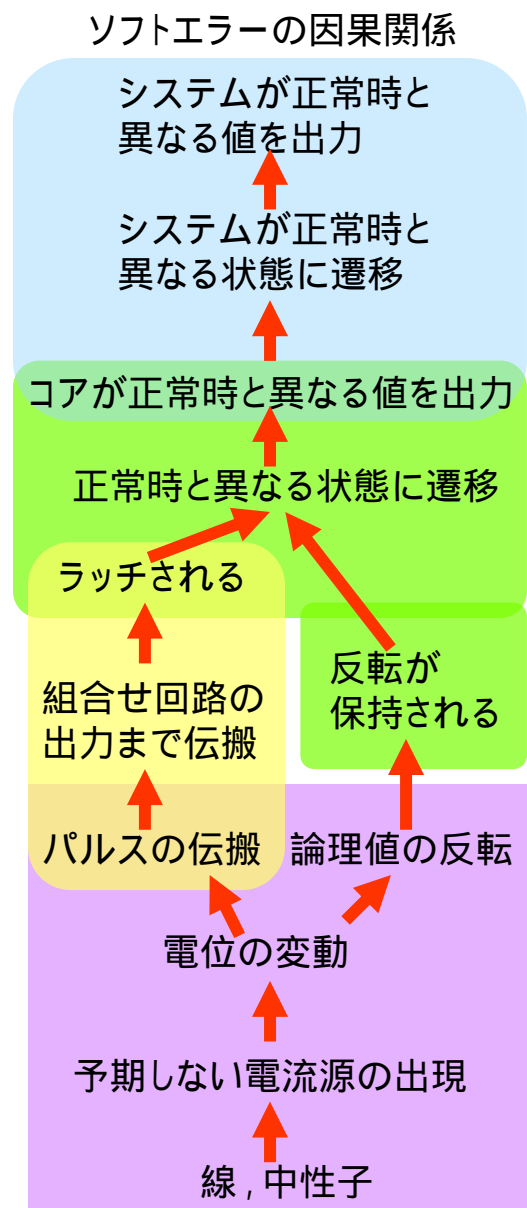 ソフトエラーの因果関係
システムが正常時と
異なる値を出力
システムが正常時と
異なる状態に遷移
コアが正常時と異なる値を出力
正常時と異なる状態に遷移
ラッチされる
反転が
保持される
組合せ回路の
出力まで伝搬
パルスの伝搬
論理値の反転
電位の変動
予期しない電流源の出現
線 , 中性子